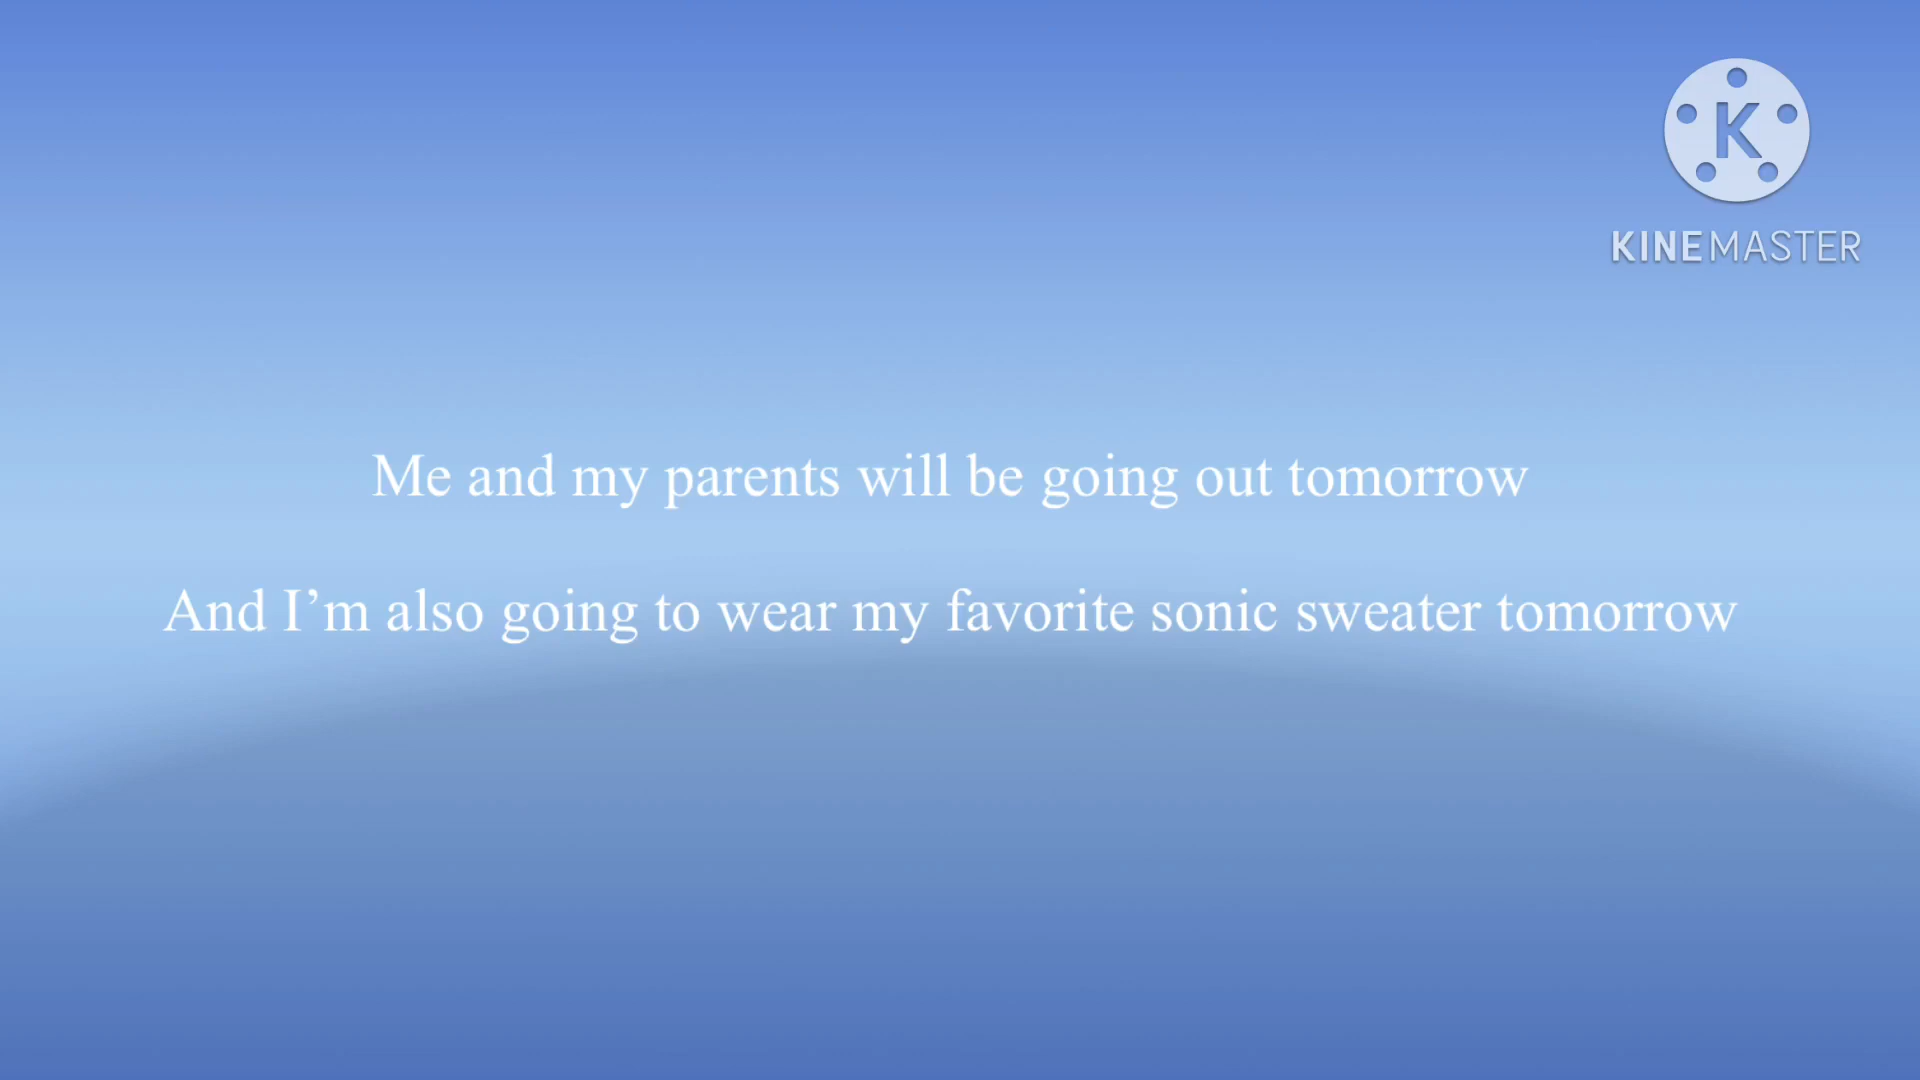 K
KINEMASTER
Me and my parents will be going out tomorrow
And I’m also going to wear my favorite sonic sweater tomorrow